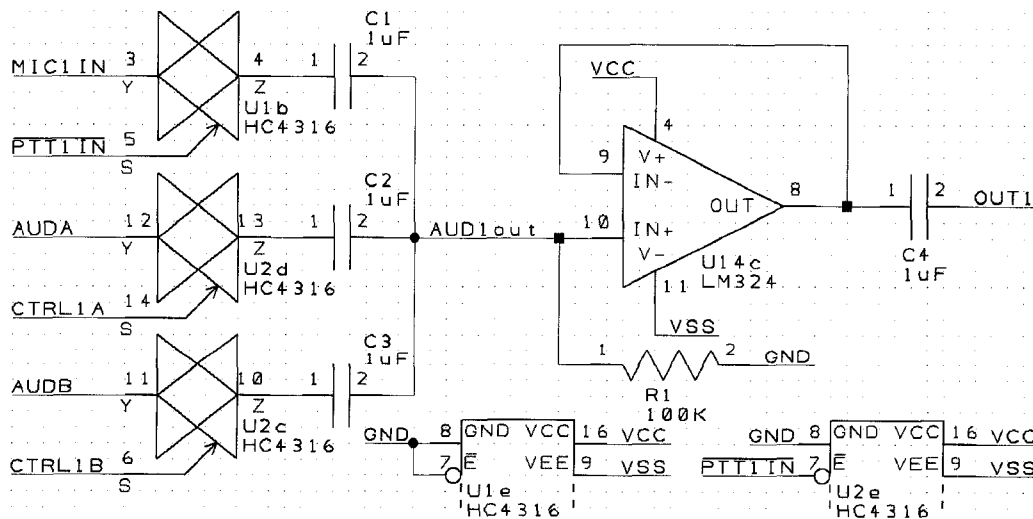 C1
1uF
MIC1IN 3 4 1 2
Y Z
U1b
HC4316
PTT1IN 5
S
VCC
4
9 V+
IN-
8
OUT
1 2 OUT1
C4
1uF
C2
1uF
AUDA 12 13 1 2
Y Z
AUD1out
10 IN+
V-
U14c
LM324
11
VSS
U2d
HC4316
CTRL1A 14
S
C3
1uF
AUDB 11 10 1 2
Y Z
U2c
HC4316
CTRL1B 6
S
1 2 GND
R1
100K
GND 8 GND VCC 16 VCC
7 E VEE 9 VSS
U1e
HC4316
GND 8 GND VCC 16 VCC
PTT1IN 7 E VEE 9 VSS
U2e
HC4316